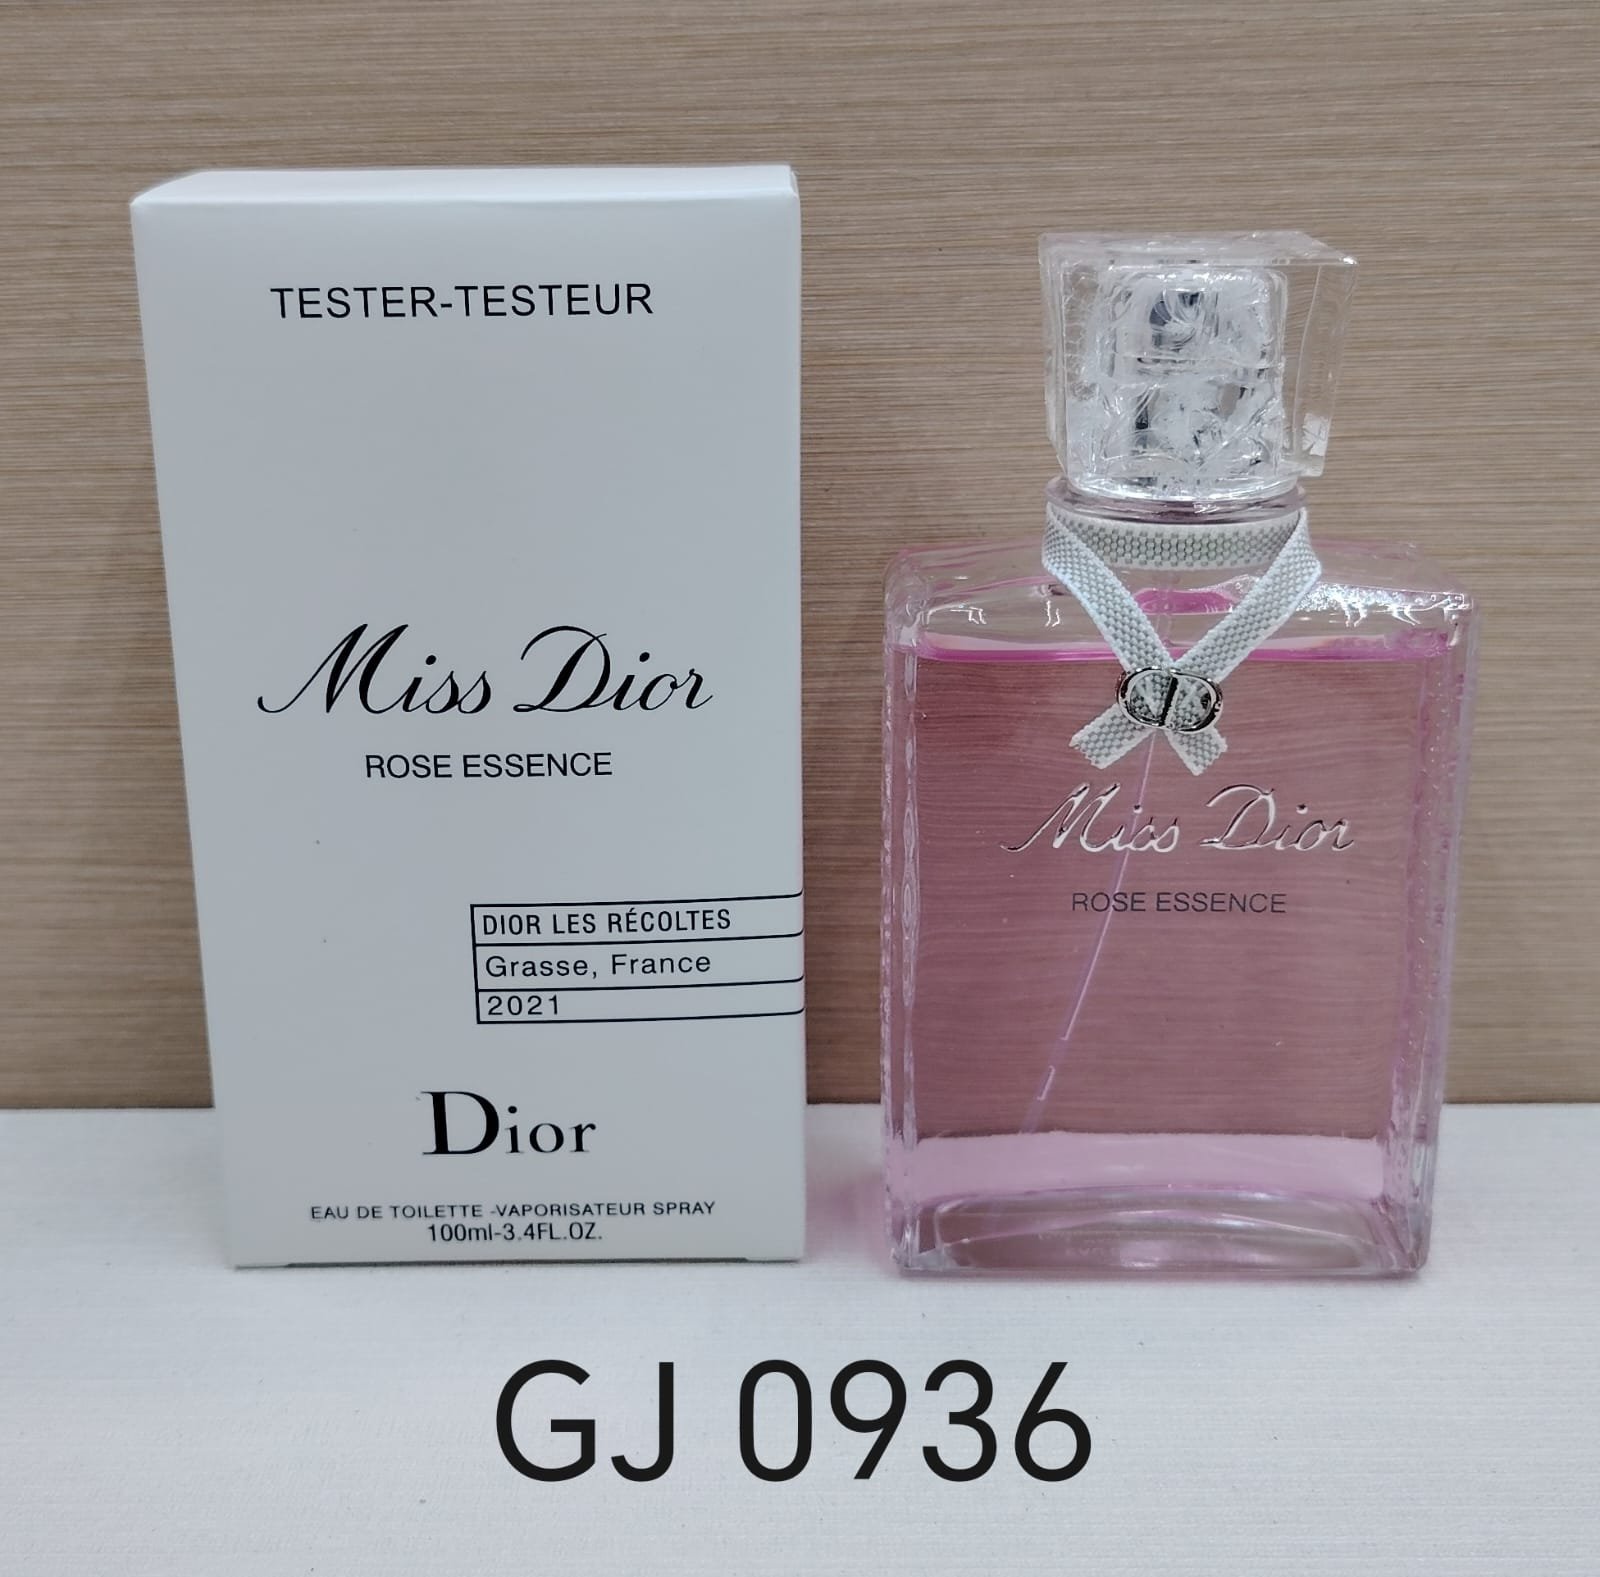 TESTER-TESTEUR
Miss Dior
ROSE ESSENCE
DIOR LES RÉCOLTES
Grasse, France
2021
Dior
EAU DE TOILETTE -VAPORISATEUR SPRAY
100ml-3.4FL.OZ.
Miss Dior
ROSE ESSENCE
GJ 0936